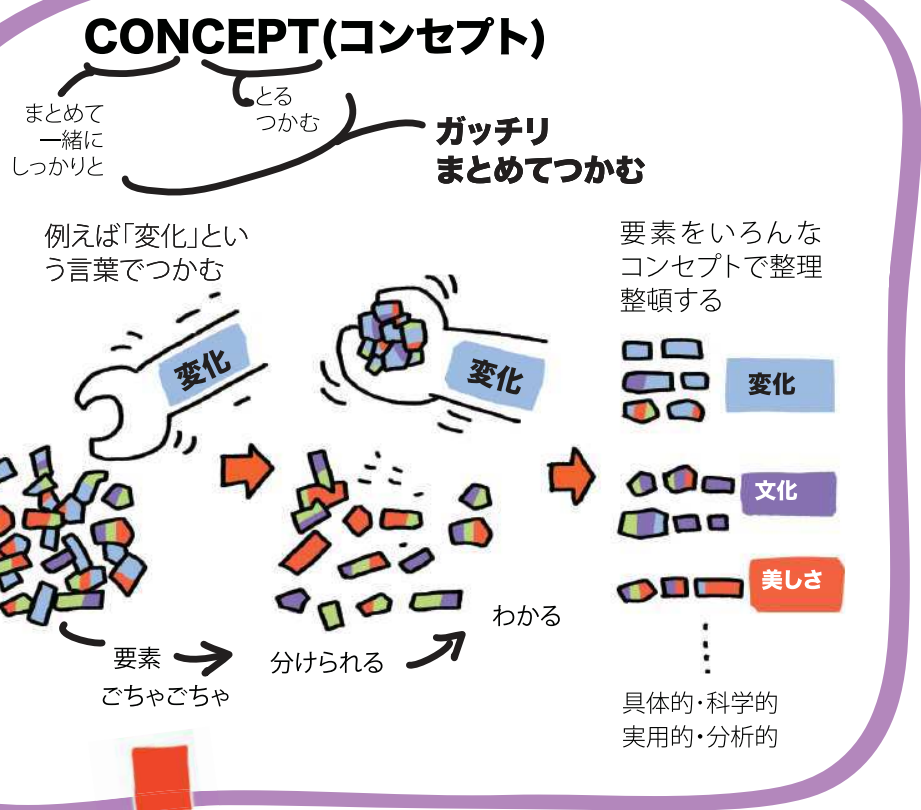 CONCEPT(コンセプト)
まとめて
一緒に
しっかりと
とる
つかむ
ガッチリ
まとめてつかむ
例えば「変化」とい
う言葉でつかむ
変化
変化
要素をいろんな
コンセプトで整理
整頓する
変化
文化
美しさ
要素
ごちゃごちゃ
分けられる
わかる
具体的・科学的
実用的・分析的